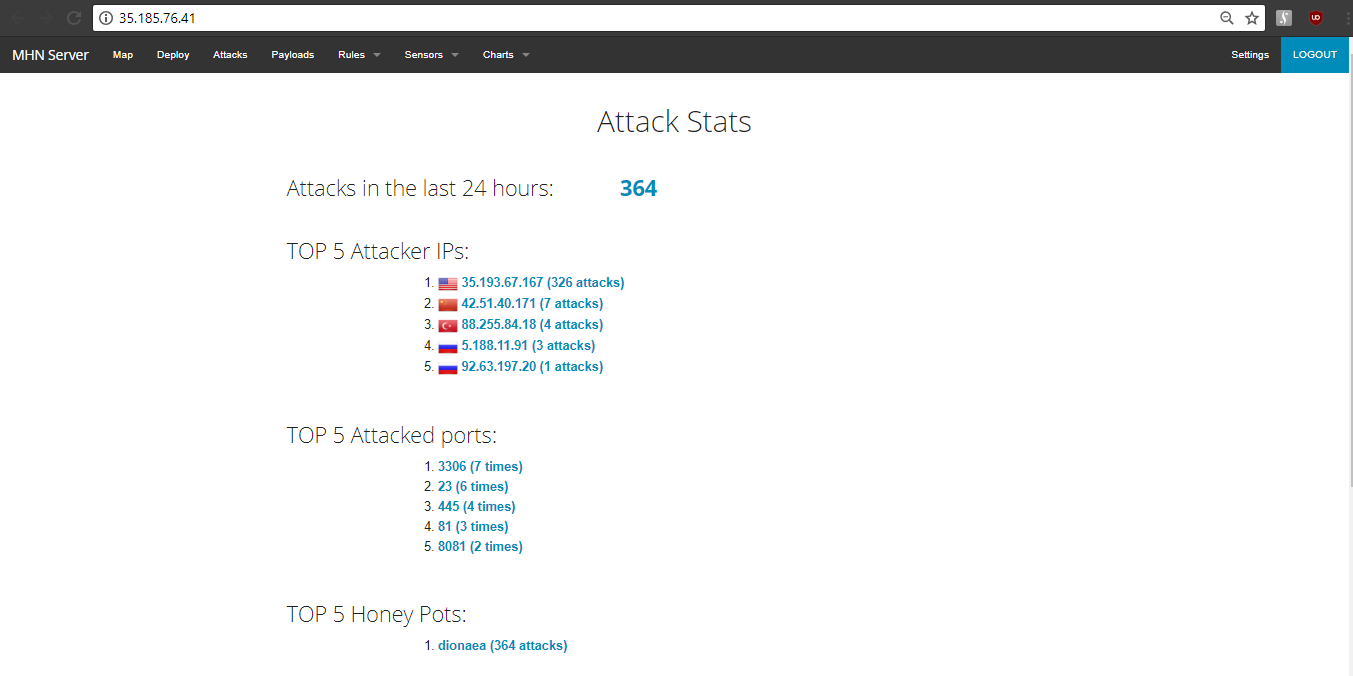 35.185.76.41
MHN Server Map Deploy Attacks Payloads Rules Sensors Charts Settings LOGOUT
Attack Stats
Attacks in the last 24 hours: 364
TOP 5 Attacker IPs:
1. 35.193.67.167 (326 attacks)
2. 42.51.40.171 (7 attacks)
3. 88.255.84.18 (4 attacks)
4. 5.188.11.91 (3 attacks)
5. 92.63.197.20 (1 attacks)
TOP 5 Attacked ports:
1. 3306 (7 times)
2. 23 (6 times)
3. 445 (4 times)
4. 81 (3 times)
5. 8081 (2 times)
TOP 5 Honey Pots:
1. dionaea (364 attacks)